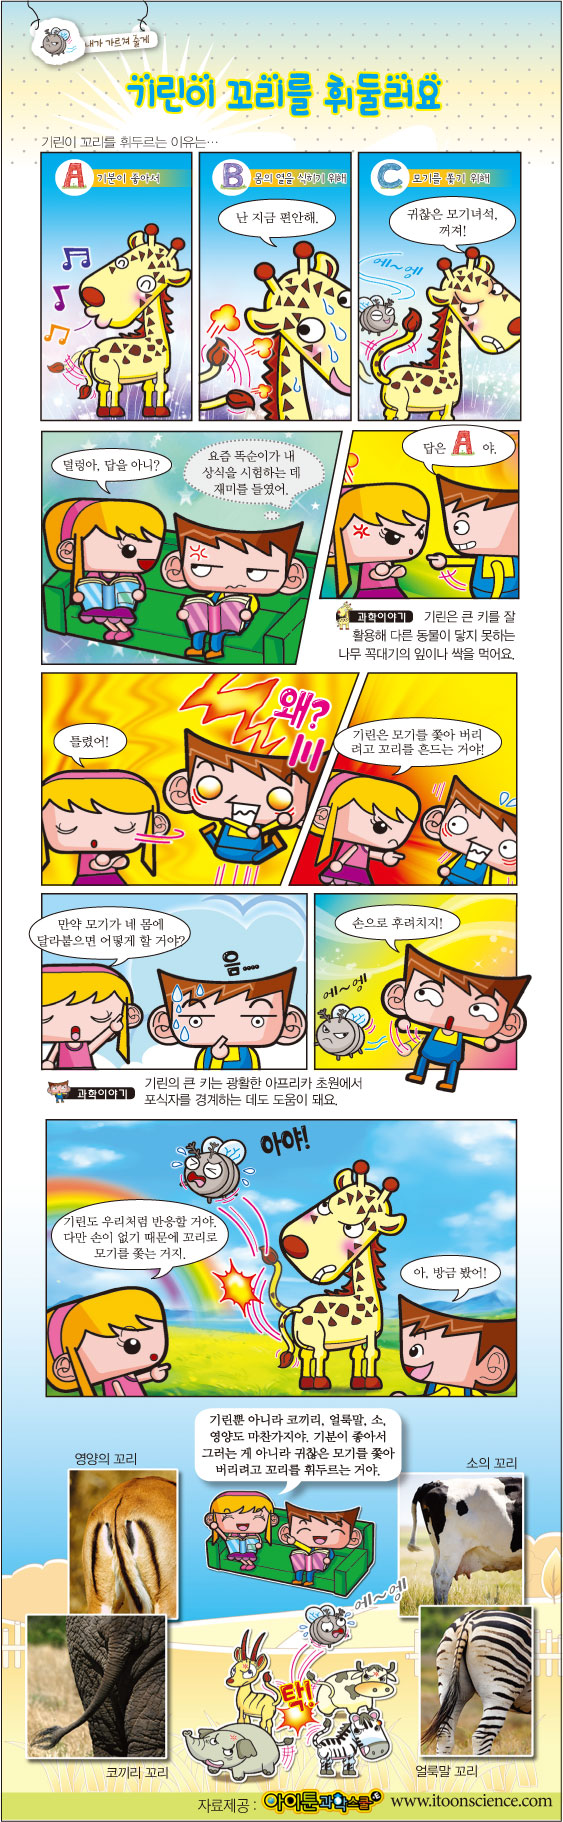 내가 가르쳐 줄게
기린이 꼬리를 휘둘러요
기린이 꼬리를 휘두르는 이유는…
A 기분이 좋아서
B 몸의 열을 식히기 위해
난 지금 편안해.
C 모기를 쫓기 위해
귀찮은 모기녀석,
꺼져!
에~엥
덜렁아, 답을 아니?
요즘 똑순이가 내
상식을 시험하는 데
재미를 들였어.
답은 A 야.
과학이야기 기린은 큰 키를 잘
활용해 다른 동물이 닿지 못하는
나무 꼭대기의 잎이나 싹을 먹어요.
틀렸어!
왜?
기린은 모기를 쫓아 버리
려고 꼬리를 흔드는 거야!
만약 모기가 네 몸에
달라붙으면 어떻게 할 거야?
음....
손으로 후려치지!
에~엥
과학이야기 기린의 큰 키는 광활한 아프리카 초원에서
포식자를 경계하는 데도 도움이 돼요.
아야!
기린도 우리처럼 반응할 거야.
다만 손이 없기 때문에 꼬리로
모기를 쫓는 거지.
아, 방금 봤어!
기린뿐 아니라 코끼리, 얼룩말, 소,
영양도 마찬가지야. 기분이 좋아서
그러는 게 아니라 귀찮은 모기를 쫓아
버리려고 꼬리를 휘두르는 거야.
영양의 꼬리
소의 꼬리
에~엥
탁!
코끼리 꼬리
얼룩말 꼬리
자료제공 : 아이툰과학스쿨 www.itoonscience.com